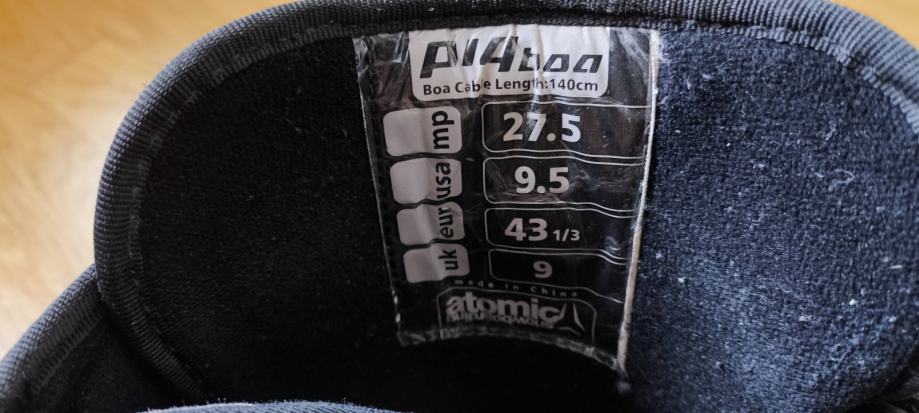 pi4boa
Boa Cable Length:140cm
mp 27.5
usa 9.5
eur 43 1/3
uk 9
made in China
atomic